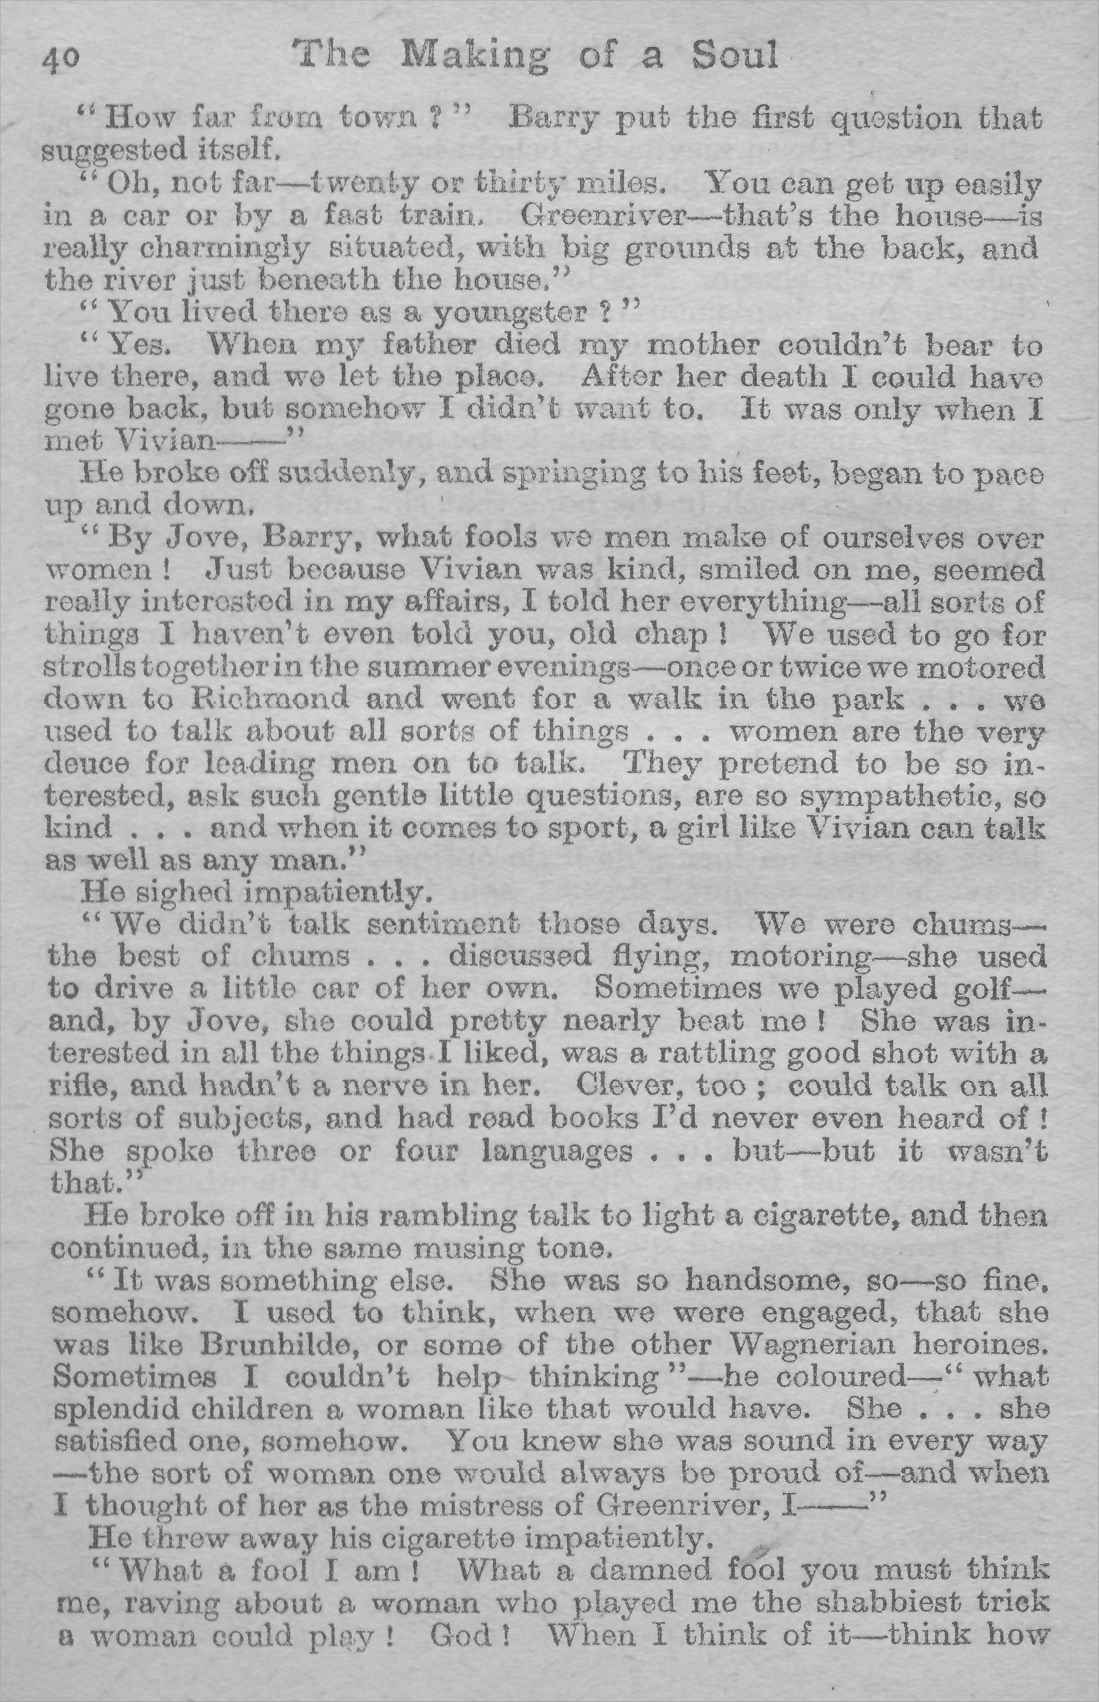 40 The Making of a Soul
“How far from town ?” Barry put the first question that
suggested itself.
“Oh, not far—twenty or thirty miles. You can get up easily
in a car or by a fast train. Greenriver—that’s the house—is
really charmingly situated, with big grounds at the back, and
the river just beneath the house.”
“You lived there as a youngster ?”
“Yes. When my father died my mother couldn’t bear to
live there, and we let the place. After her death I could have
gone back, but somehow I didn’t want to. It was only when I
met Vivian——”
He broke off suddenly, and springing to his feet, began to pace
up and down.
“By Jove, Barry, what fools we men make of ourselves over
women ! Just because Vivian was kind, smiled on me, seemed
really interested in my affairs, I told her everything—all sorts of
things I haven’t even told you, old chap ! We used to go for
strolls together in the summer evenings—once or twice we motored
down to Richmond and went for a walk in the park . . . we
used to talk about all sorts of things . . . women are the very
deuce for leading men on to talk. They pretend to be so in-
terested, ask such gentle little questions, are so sympathetic, so
kind . . . and when it comes to sport, a girl like Vivian can talk
as well as any man.”
He sighed impatiently.
“We didn’t talk sentiment those days. We were chums—
the best of chums . . . discussed flying, motoring—she used
to drive a little car of her own. Sometimes we played golf—
and, by Jove, she could pretty nearly beat me ! She was in-
terested in all the things I liked, was a rattling good shot with a
rifle, and hadn’t a nerve in her. Clever, too ; could talk on all
sorts of subjects, and had read books I’d never even heard of !
She spoke three or four languages . . . but—but it wasn’t
that.”
He broke off in his rambling talk to light a cigarette, and then
continued, in the same musing tone.
“It was something else. She was so handsome, so—so fine,
somehow. I used to think, when we were engaged, that she
was like Brunhilde, or some of the other Wagnerian heroines.
Sometimes I couldn’t help thinking”—he coloured—“what
splendid children a woman like that would have. She . . . she
satisfied one, somehow. You knew she was sound in every way
—the sort of woman one would always be proud of—and when
I thought of her as the mistress of Greenriver, I——”
He threw away his cigarette impatiently.
“What a fool I am ! What a damned fool you must think
me, raving about a woman who played me the shabbiest trick
a woman could play ! God ! When I think of it—think how